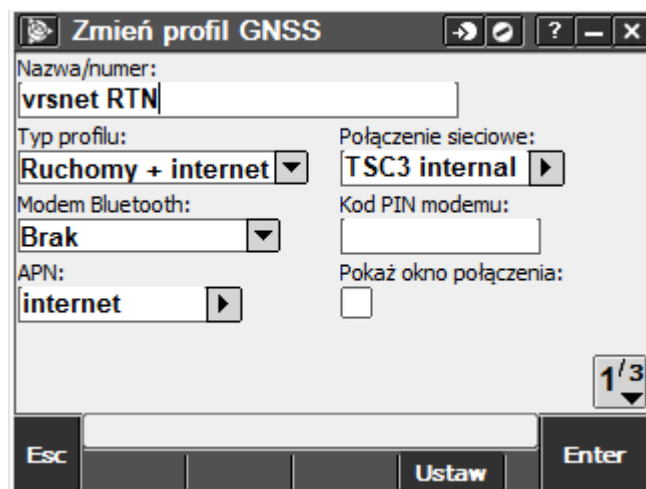 Zmień profil GNSS
? – ×
Nazwa/numer:
vrsnet RTN
Typ profilu: Połączenie sieciowe:
Ruchomy + internet TSC3 internal
Modem Bluetooth: Kod PIN modemu:
Brak
APN: Pokaż okno połączenia:
internet
1/3
Esc Ustaw Enter